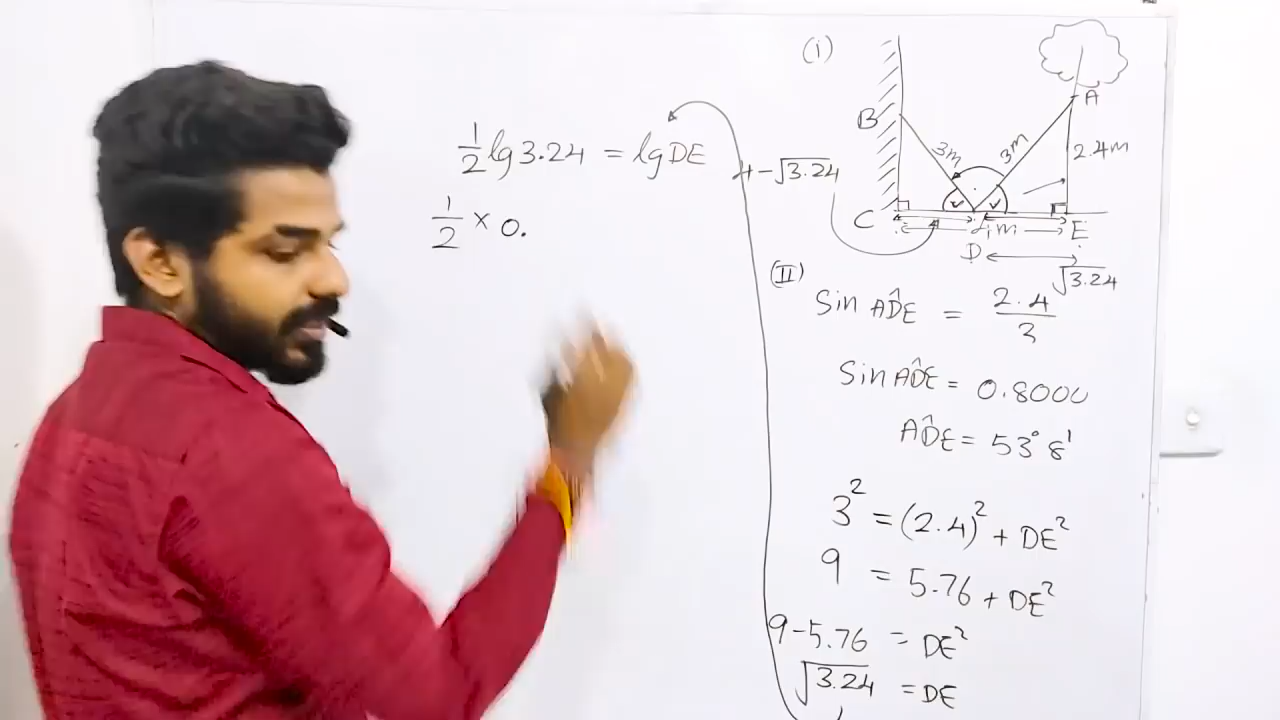 ½ lg 3.24 = lg DE
½ × 0.
4 − √3.24
(i)
A
B
3m
3m
2.4m
C
E
D
√3.24
(II)
Sin AD̂E = 2.4/3
Sin AD̂E = 0.8000
AD̂E = 53° 8'
3² = (2.4)² + DE²
9 = 5.76 + DE²
9 − 5.76 = DE²
√3.24 = DE